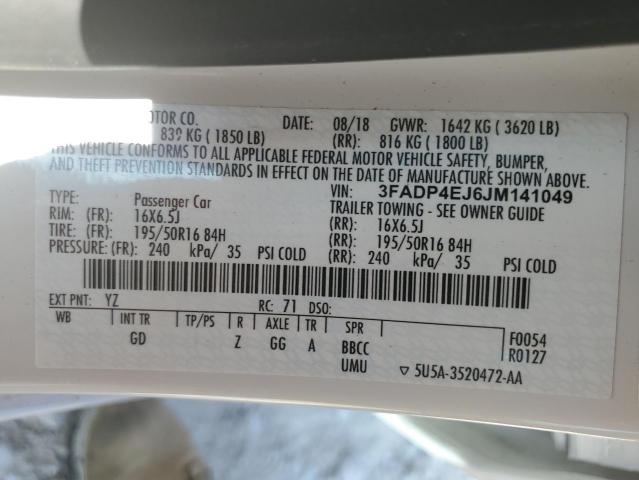 OTOR CO. DATE: 08/18 GVWR: 1642 KG ( 3620 LB)
839 KG ( 1850 LB) (RR): 816 KG ( 1800 LB)
THIS VEHICLE CONFORMS TO ALL APPLICABLE FEDERAL MOTOR VEHICLE SAFETY, BUMPER,
AND THEFT PREVENTION STANDARDS IN EFFECT ON THE DATE OF MANUFACTURE SHOWN ABOVE.
VIN: 3FADP4EJ6JM141049
TYPE: Passenger Car TRAILER TOWING - SEE OWNER GUIDE
RIM: (FR): 16X6.5J (RR): 16X6.5J
TIRE: (FR): 195/50R16 84H (RR): 195/50R16 84H
PRESSURE: (FR): 240 kPa/ 35 PSI COLD (RR): 240 kPa/ 35 PSI COLD
EXT PNT: YZ RC: 71 DSO:
WB INT TR TP/PS R AXLE TR SPR F0054
GD Z GG A BBCC R0127
UMU ▽ 5U5A-3520472-AA